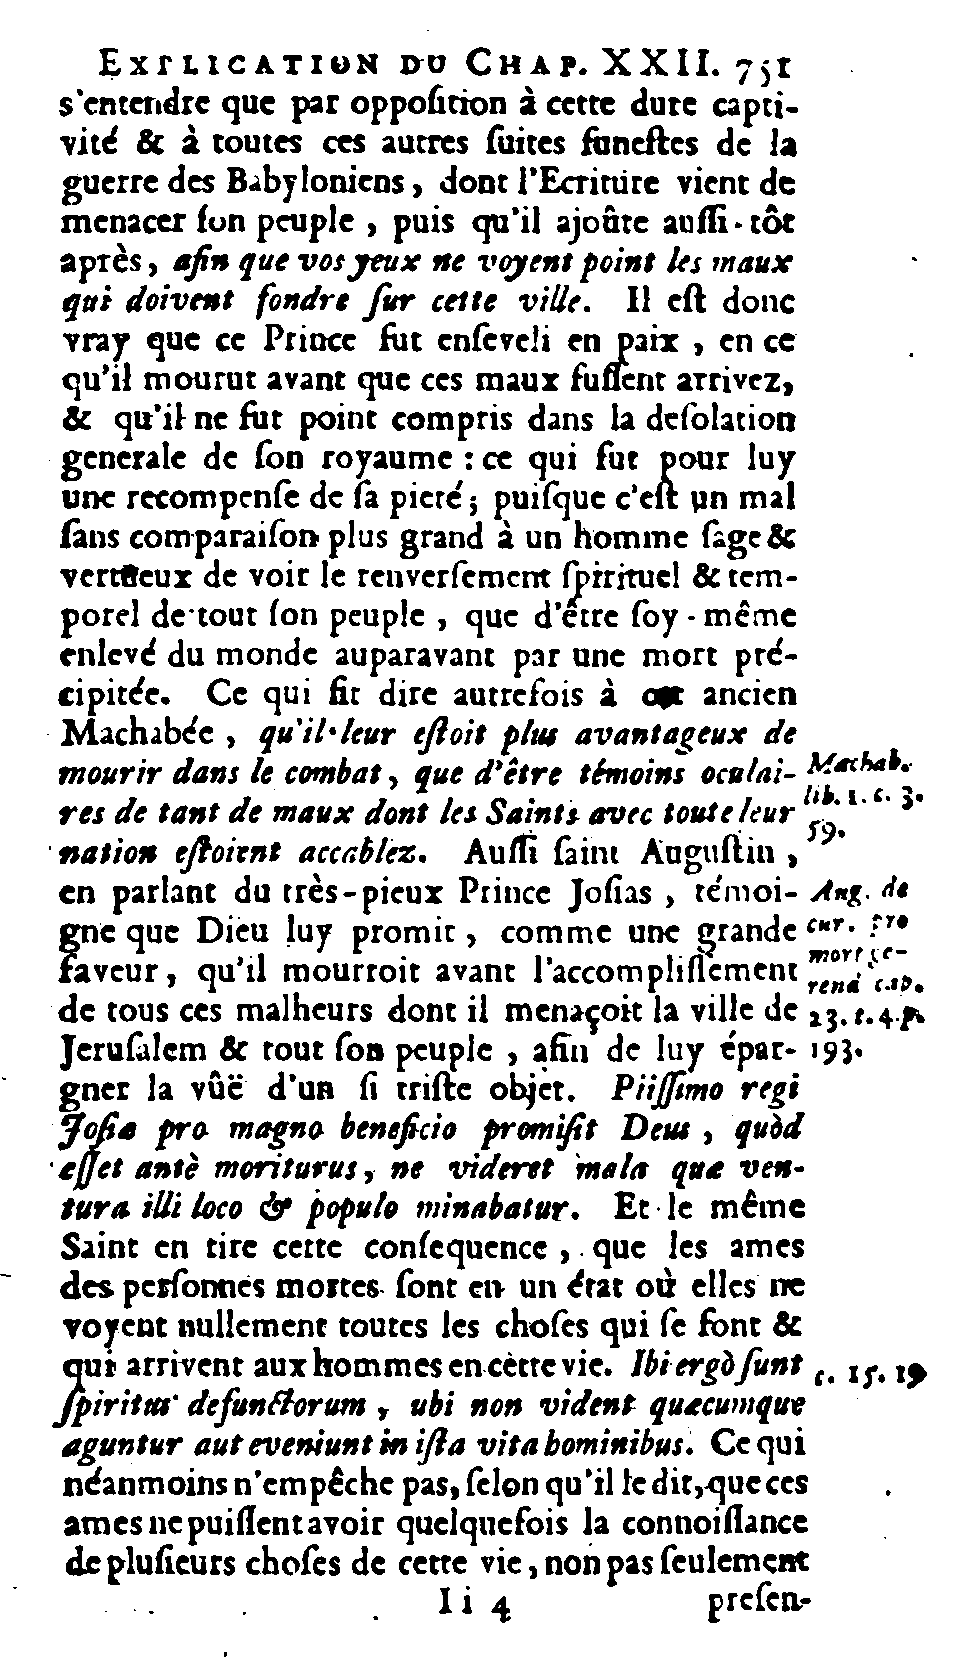 EXPLICATION DU CHAP. XXII. 751
s'entendre que par oppoſition à cette dure capti-
vité & à toutes ces autres ſuites funeſtes de la
guerre des Babyloniens, dont l'Ecriture vient de
menacer ſon peuple, puis qu'il ajoûte auſſi-tôt
après, afin que vos yeux ne voyent point les maux
qui doivent fondre ſur cette ville. Il eſt donc
vray que ce Prince fut enſeveli en paix, en ce
qu'il mourut avant que ces maux fuſſent arrivez,
& qu'il ne fut point compris dans la deſolation
generale de ſon royaume : ce qui fut pour luy
une recompenſe de ſa pieté; puiſque c'eſt un mal
ſans comparaiſon plus grand à un homme ſage &
vertueux de voir le renverſement ſpirituel & tem-
porel de tout ſon peuple, que d'être ſoy-même
enlevé du monde auparavant par une mort pré-
cipitée. Ce qui fit dire autrefois à cet ancien
Machabée, qu'il leur eſtoit plus avantageux de
mourir dans le combat, que d'être témoins oculai-
res de tant de maux dont les Saints avec toute leur
nation eſtoient accablez. Auſſi ſaint Auguſtin,
en parlant du très-pieux Prince Joſias, témoi-
gne que Dieu luy promit, comme une grande
faveur, qu'il mourroit avant l'accompliſſement
de tous ces malheurs dont il menaçoit la ville de
Jeruſalem & tout ſon peuple, afin de luy épar-
gner la vûë d'un ſi triſte objet. Piiſſimo regi
Joſiæ pro magno beneficio promiſit Deus, quòd
eſſet antè moriturus, ne videret mala quæ ven-
tura illi loco & populo minabatur. Et le même
Saint en tire cette conſequence, que les ames
des perſonnes mortes ſont en un état où elles ne
voyent nullement toutes les choſes qui ſe font &
qui arrivent aux hommes en cètte vie. Ibi ergò ſunt
ſpiritus defunctorum, ubi non vident quæcumque
aguntur aut eveniunt in iſta vita hominibus. Ce qui
néanmoins n'empêche pas, ſelon qu'il le dit, que ces
ames ne puiſſent avoir quelquefois la connoiſſance
de pluſieurs choſes de cette vie, non pas ſeulement
Ii 4 preſen-
Machab.
lib. 1. c. 3.
59.
Aug. de
cur. pro
mort ge-
rend cap.
13. t. 4. p.
193.
c. 15. 19